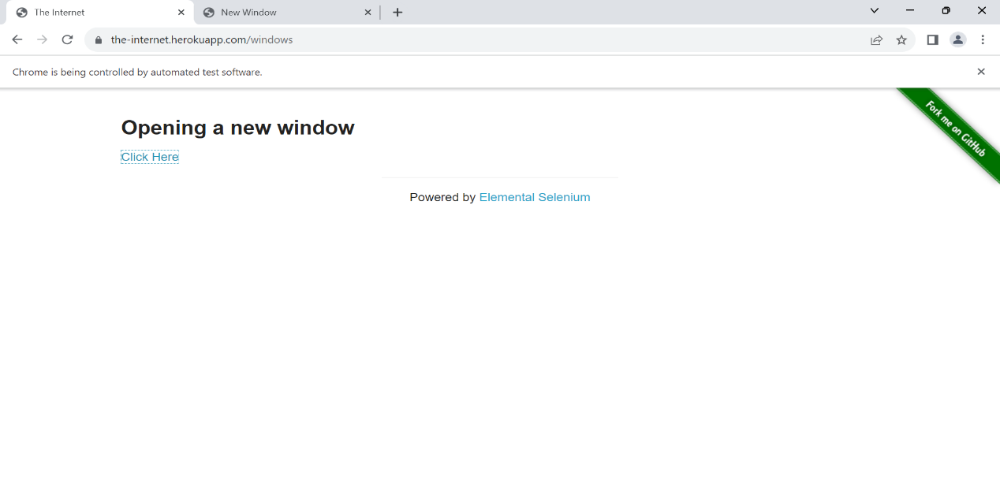 The Internet
New Window
the-internet.herokuapp.com/windows
Chrome is being controlled by automated test software.
Fork me on GitHub
Opening a new window
Click Here
Powered by Elemental Selenium